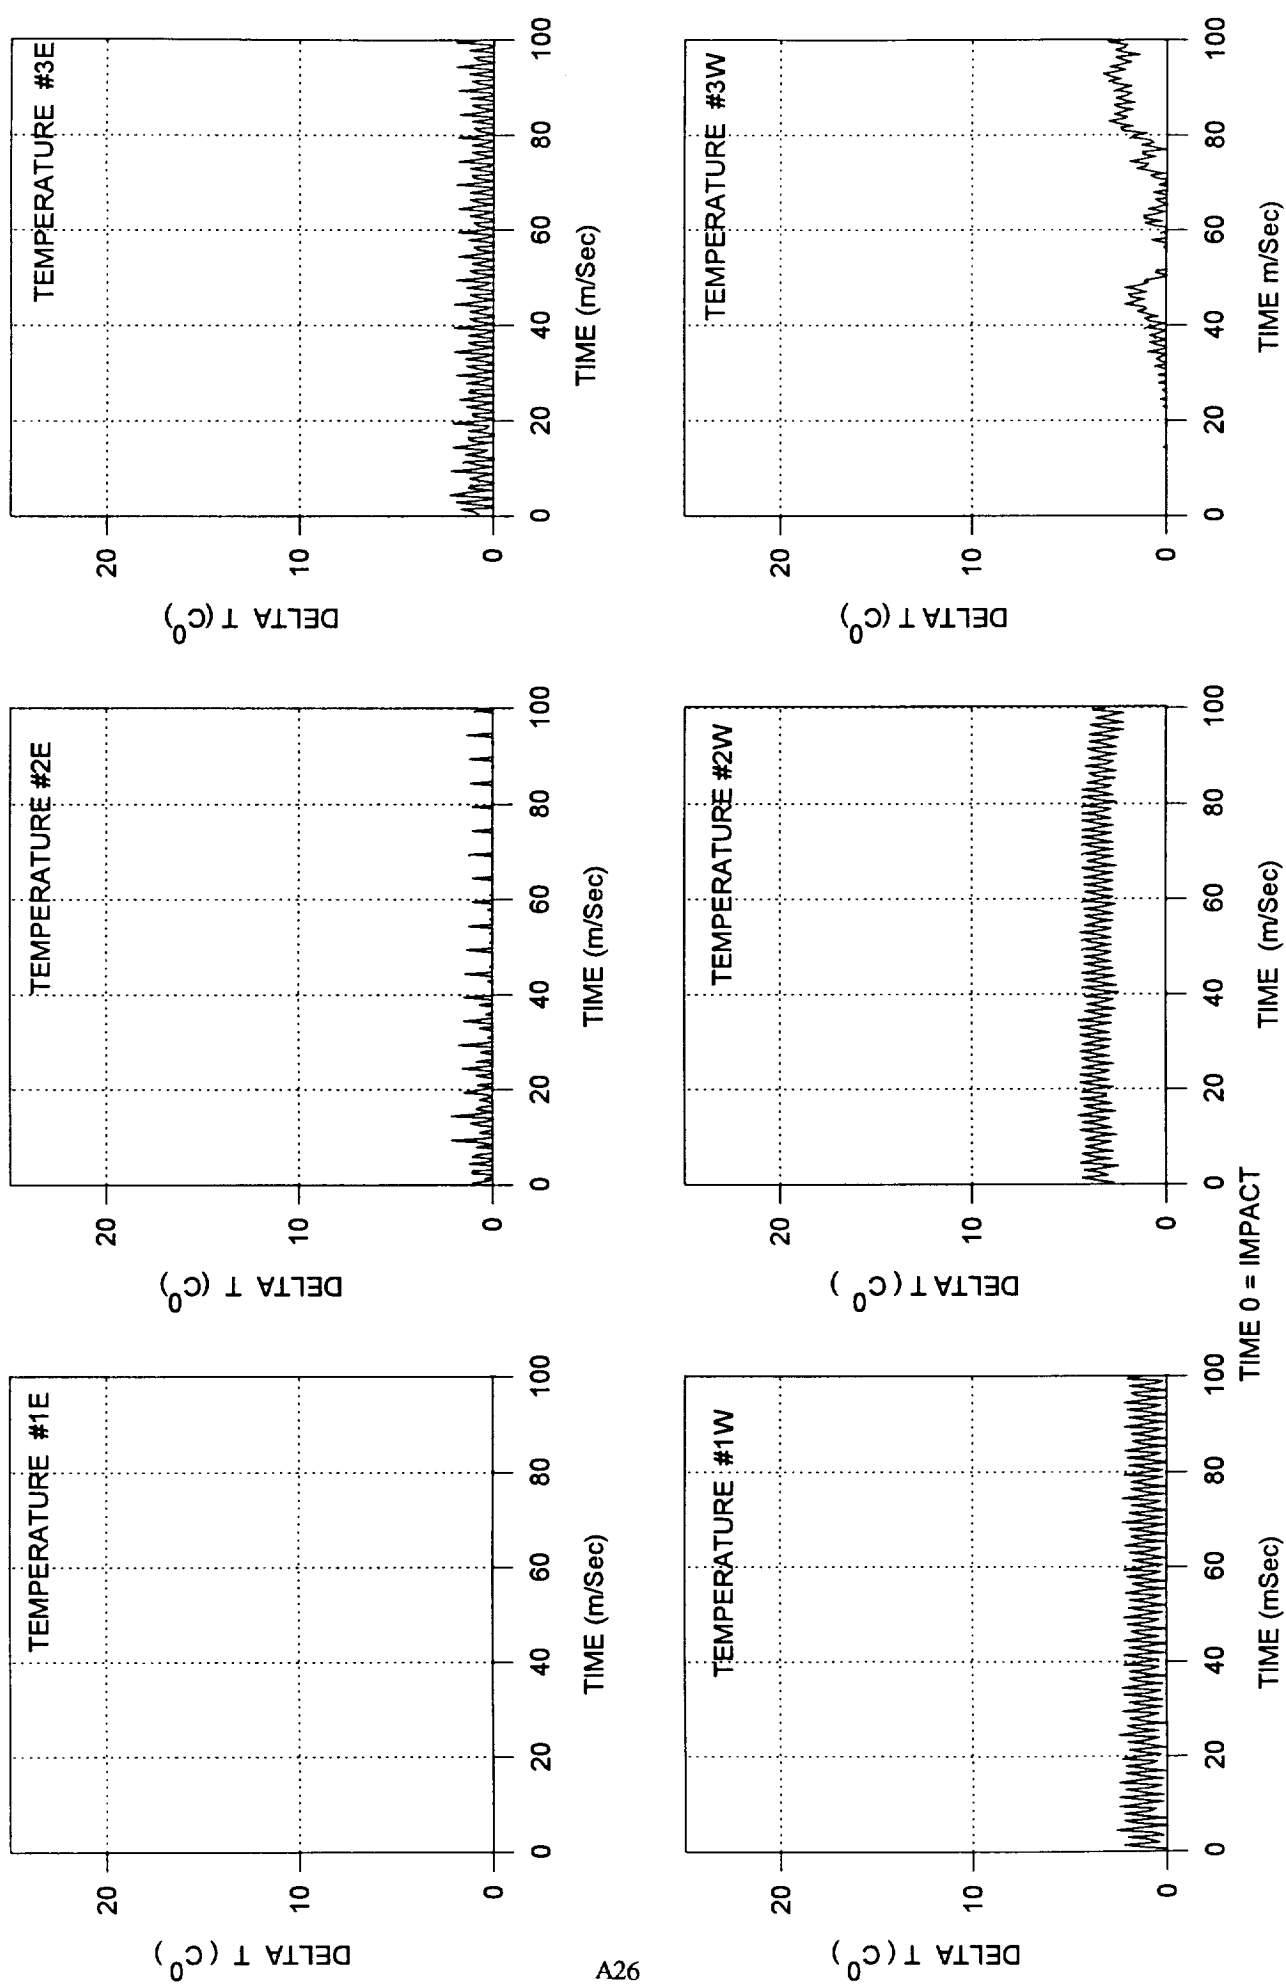 TEMPERATURE #1E
DELTA T (C⁰)
20
10
0
0 20 40 60 80 100
TIME (m/Sec)
TEMPERATURE #2E
DELTA T (C⁰)
20
10
0
0 20 40 60 80 100
TIME (m/Sec)
TEMPERATURE #3E
DELTA T (C⁰)
20
10
0
0 20 40 60 80 100
TIME (m/Sec)
TEMPERATURE #1W
DELTA T (C⁰)
20
10
0
0 20 40 60 80 100
TIME (mSec)
TEMPERATURE #2W
DELTA T (C⁰ )
20
10
0
0 20 40 60 80 100
TIME (m/Sec)
TEMPERATURE #3W
DELTA T (C⁰)
20
10
0
0 20 40 60 80 100
TIME m/Sec)
TIME 0 = IMPACT
A26